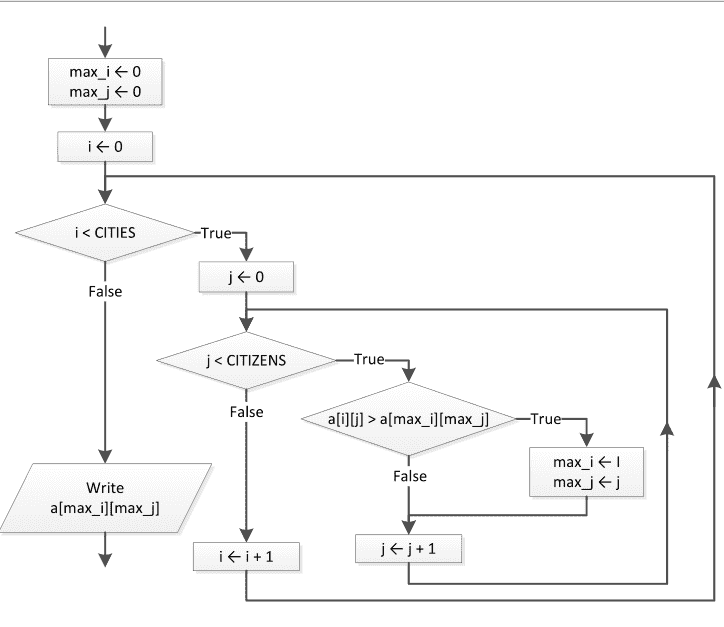 max_i ← 0
max_j ← 0
i ← 0
i < CITIES
True
j ← 0
False
j < CITIZENS
True
False
a[i][j] > a[max_i][max_j]
True
max_i ← I
max_j ← j
False
Write
a[max_i][max_j]
i ← i + 1
j ← j + 1